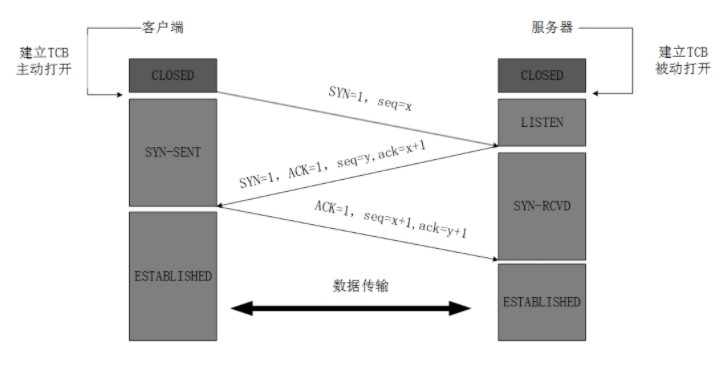 客户端
服务器
建立TCB
主动打开
建立TCB
被动打开
CLOSED
CLOSED
SYN=1, seq=x
LISTEN
SYN-SENT
SYN=1, ACK=1, seq=y,ack=x+1
SYN-RCVD
ACK=1, seq=x+1,ack=y+1
ESTABLISHED
数据传输
ESTABLISHED